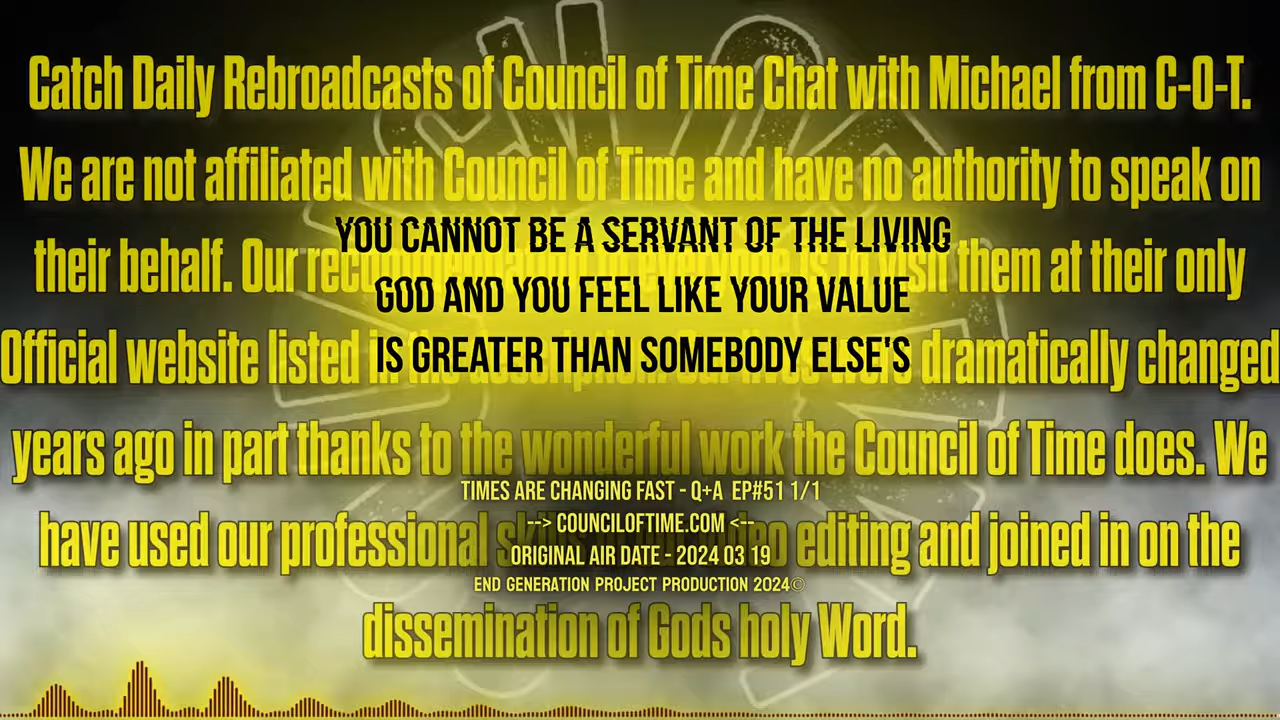 Catch Daily Rebroadcasts of Council of Time Chat with Michael from C-O-T.
We are not affiliated with Council of Time and have no authority to speak on
YOU CANNOT BE A SERVANT OF THE LIVING
their behalf. Our them at their only
GOD AND YOU FEEL LIKE YOUR VALUE
Official website listed dramatically changed
IS GREATER THAN SOMEBODY ELSE'S
years ago in part thanks to the wonderful work the Council of Time does. We
TIMES ARE CHANGING FAST - Q+A EP#51 1/1
--> COUNCILOFTIME.COM <--
have used our professional editing and joined in on the
ORIGINAL AIR DATE - 2024 03 19
END GENERATION PROJECT PRODUCTION 2024©
dissemination of Gods holy Word.